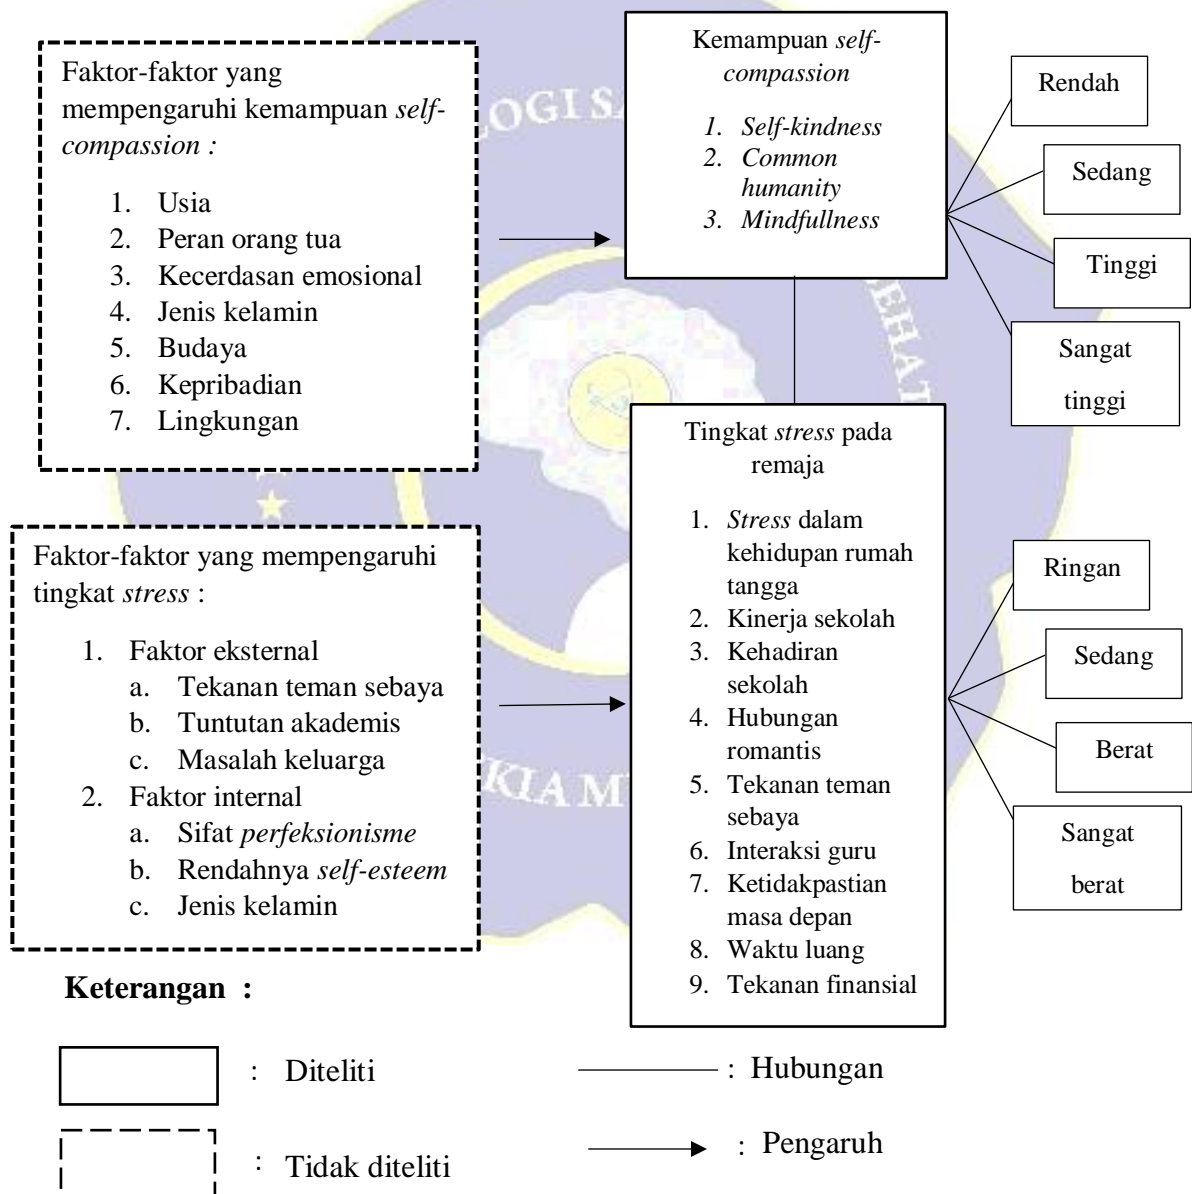 Faktor-faktor yang
mempengaruhi kemampuan self-
compassion :
1. Usia
2. Peran orang tua
3. Kecerdasan emosional
4. Jenis kelamin
5. Budaya
6. Kepribadian
7. Lingkungan
Kemampuan self-
compassion
1. Self-kindness
2. Common
humanity
3. Mindfullness
Rendah
Sedang
Tinggi
Sangat
tinggi
Faktor-faktor yang mempengaruhi
tingkat stress :
1. Faktor eksternal
a. Tekanan teman sebaya
b. Tuntutan akademis
c. Masalah keluarga
2. Faktor internal
a. Sifat perfeksionisme
b. Rendahnya self-esteem
c. Jenis kelamin
Tingkat stress pada
remaja
1. Stress dalam
kehidupan rumah
tangga
2. Kinerja sekolah
3. Kehadiran
sekolah
4. Hubungan
romantis
5. Tekanan teman
sebaya
6. Interaksi guru
7. Ketidakpastian
masa depan
8. Waktu luang
9. Tekanan finansial
Ringan
Sedang
Berat
Sangat
berat
Keterangan :
: Diteliti
: Hubungan
: Tidak diteliti
: Pengaruh